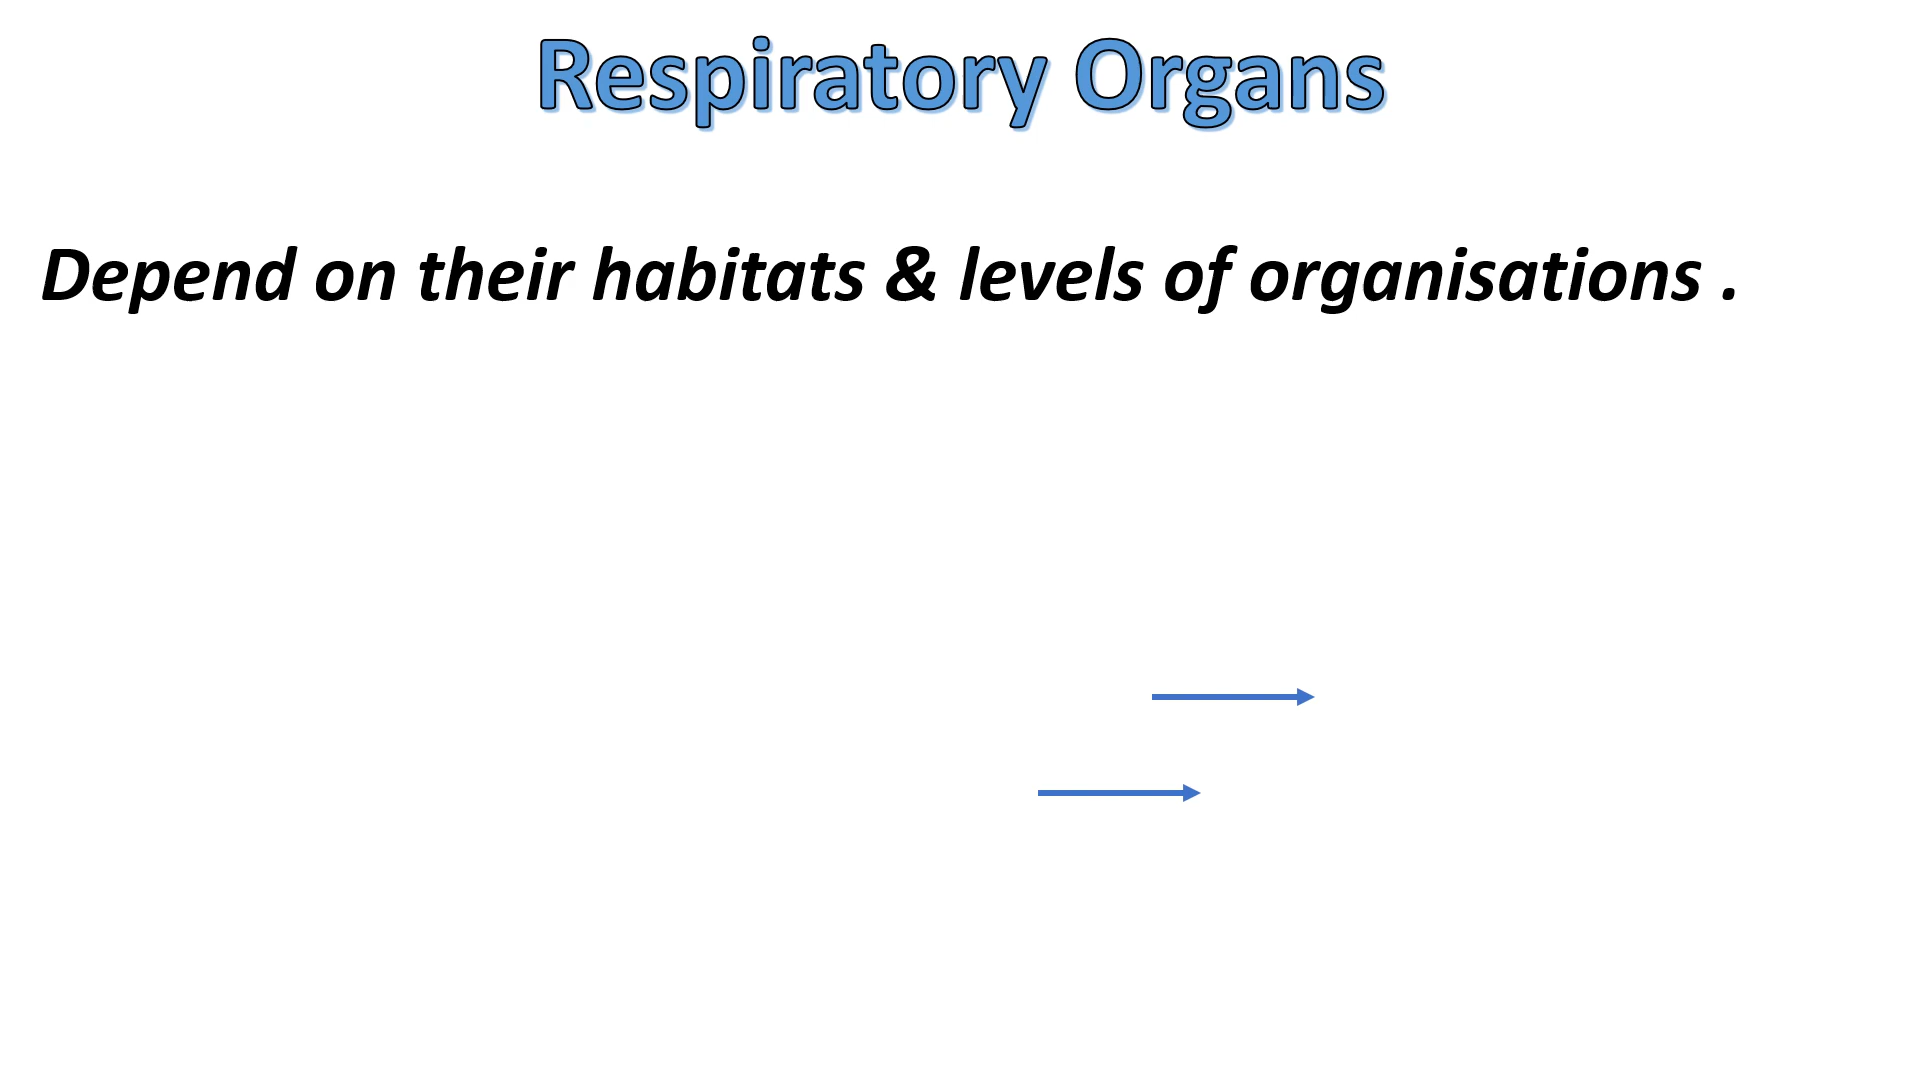 Respiratory Organs
Depend on their habitats & levels of organisations .